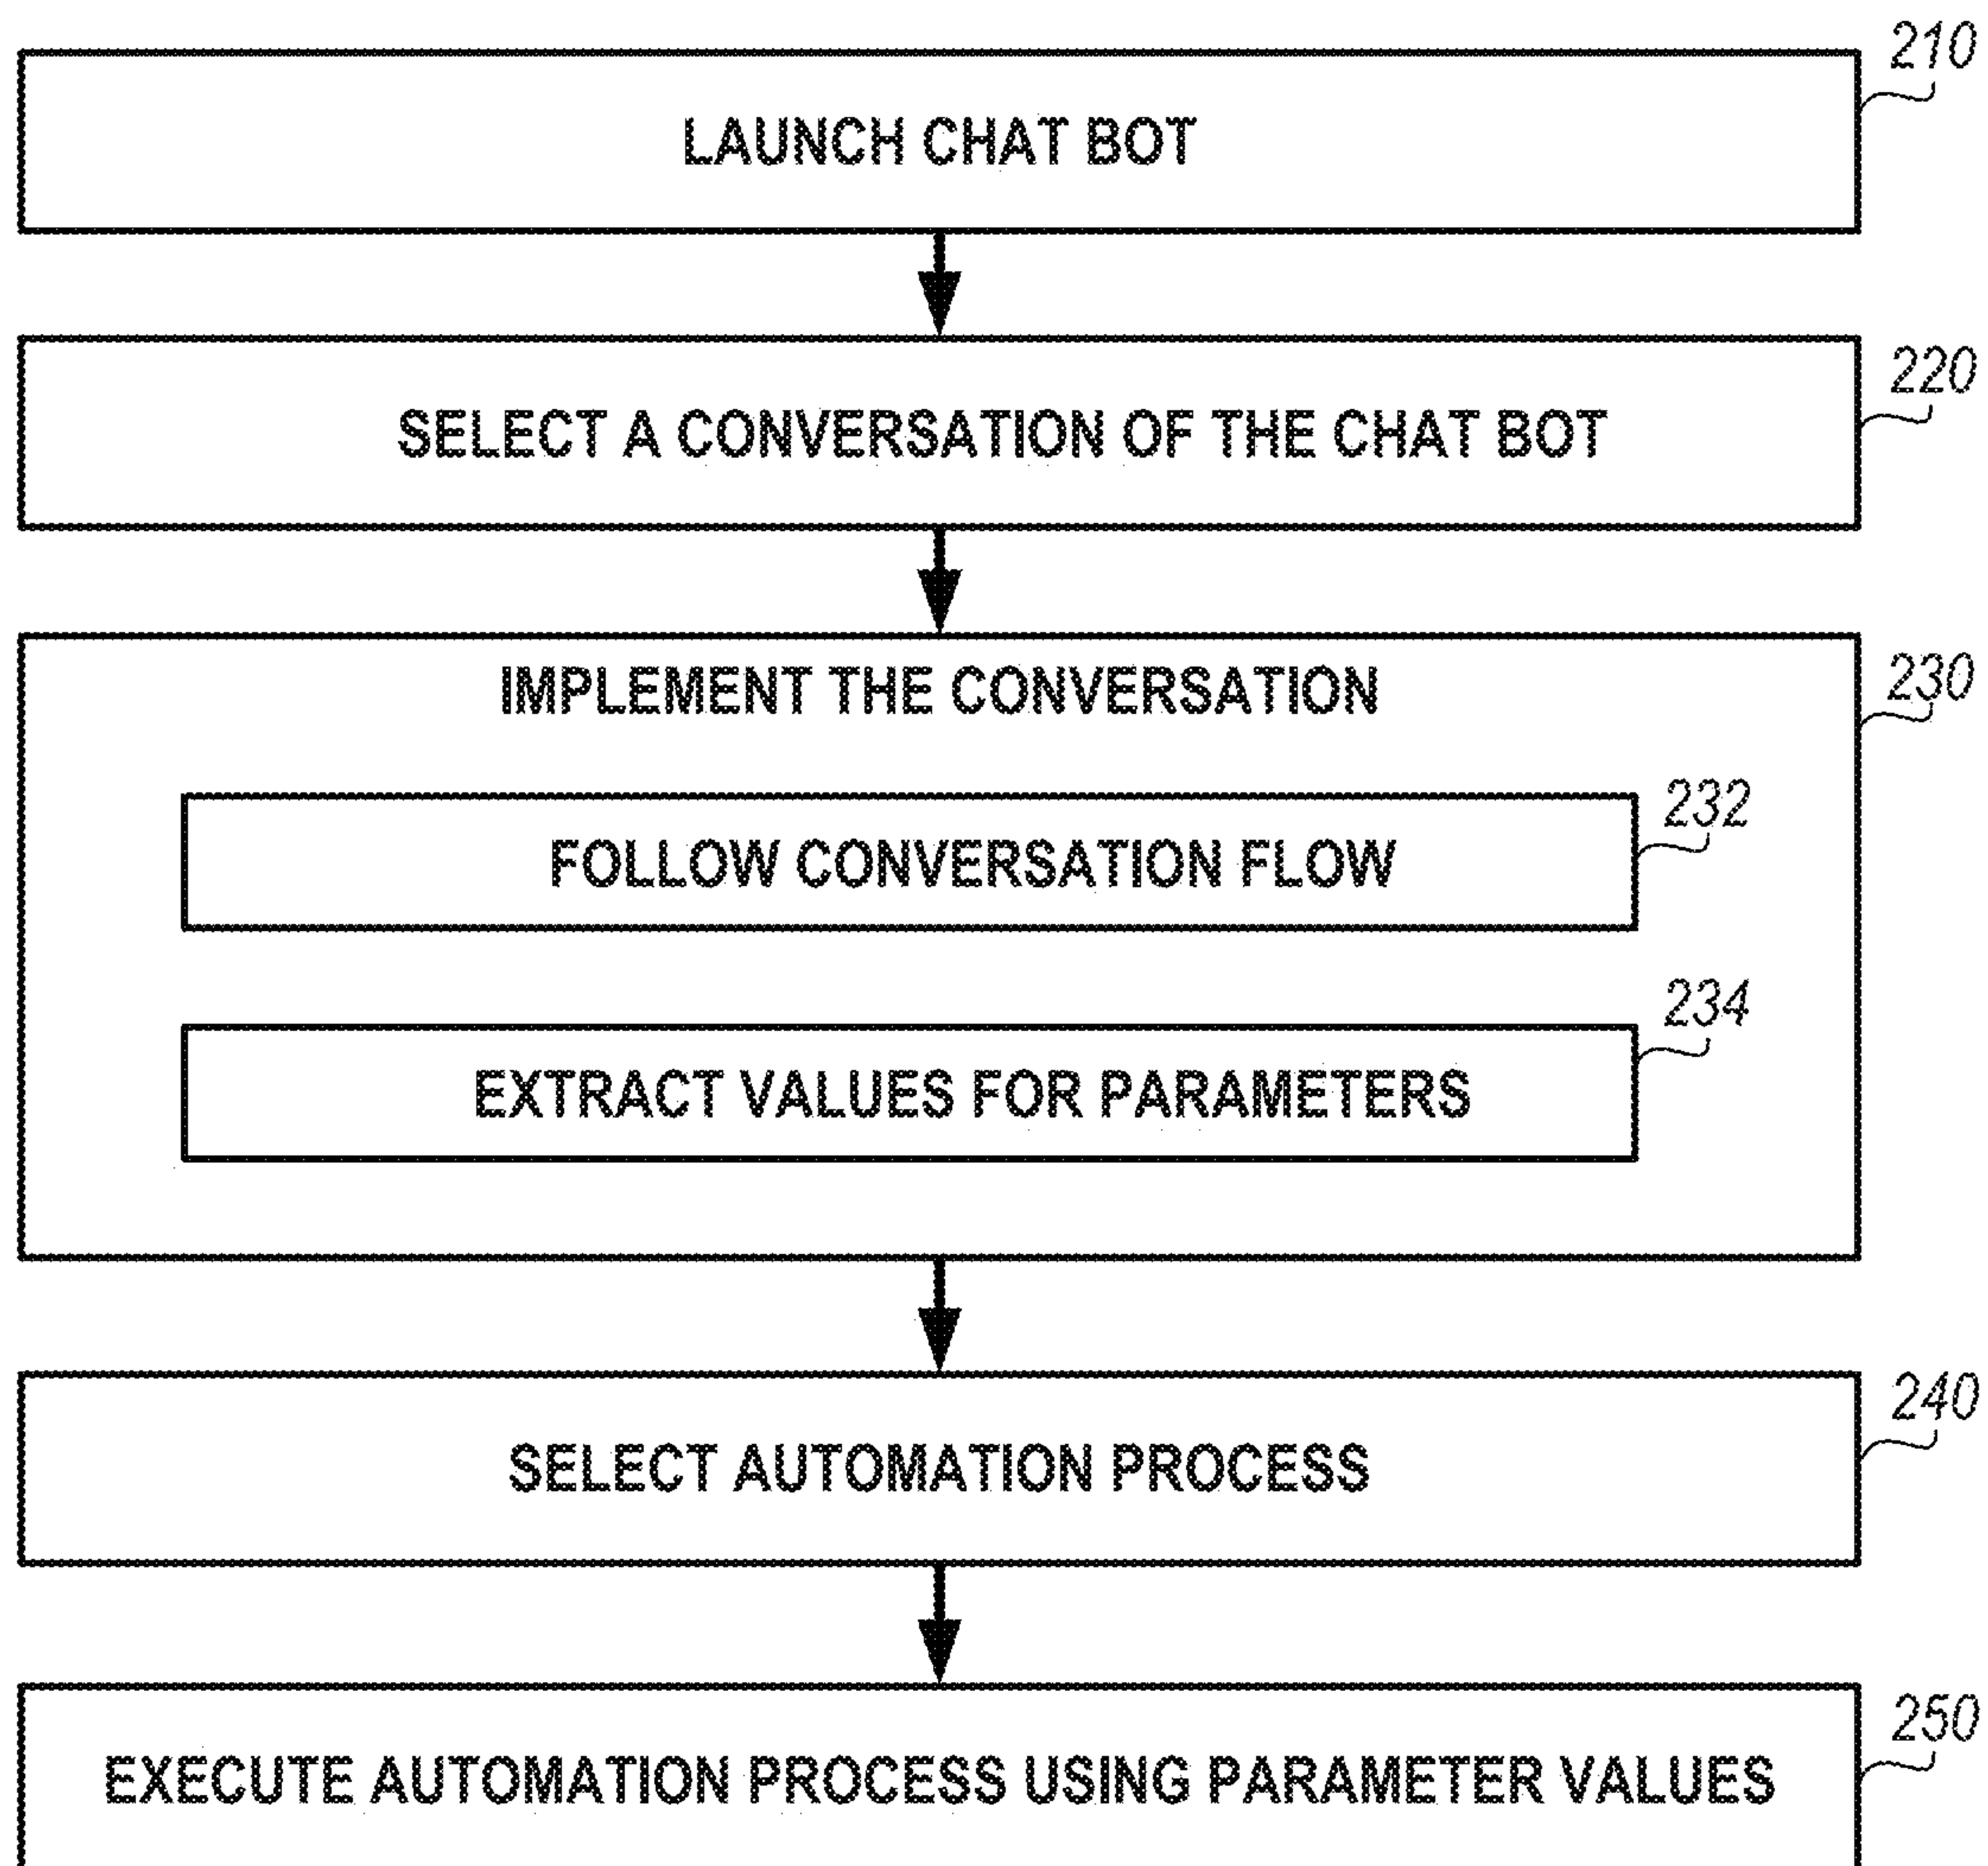 210
LAUNCH CHAT BOT
220
SELECT A CONVERSATION OF THE CHAT BOT
230
IMPLEMENT THE CONVERSATION
232
FOLLOW CONVERSATION FLOW
234
EXTRACT VALUES FOR PARAMETERS
240
SELECT AUTOMATION PROCESS
250
EXECUTE AUTOMATION PROCESS USING PARAMETER VALUES